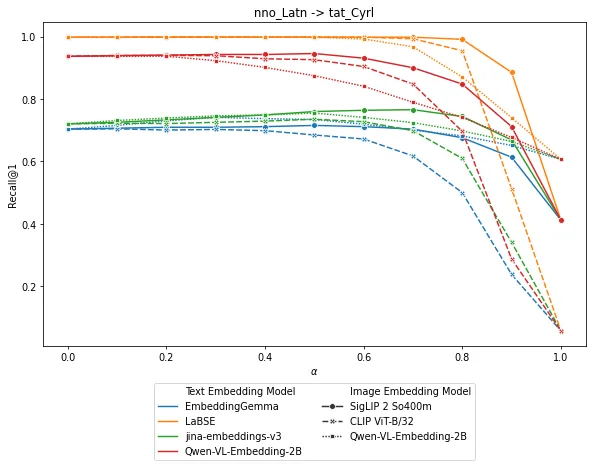 nno_Latn -> tat_Cyrl
Recall@1
1.0
0.8
0.6
0.4
0.2
0.0 0.2 0.4 0.6 0.8 1.0
α
Text Embedding Model Image Embedding Model
EmbeddingGemma SigLIP 2 So400m
LaBSE CLIP ViT-B/32
jina-embeddings-v3 Qwen-VL-Embedding-2B
Qwen-VL-Embedding-2B